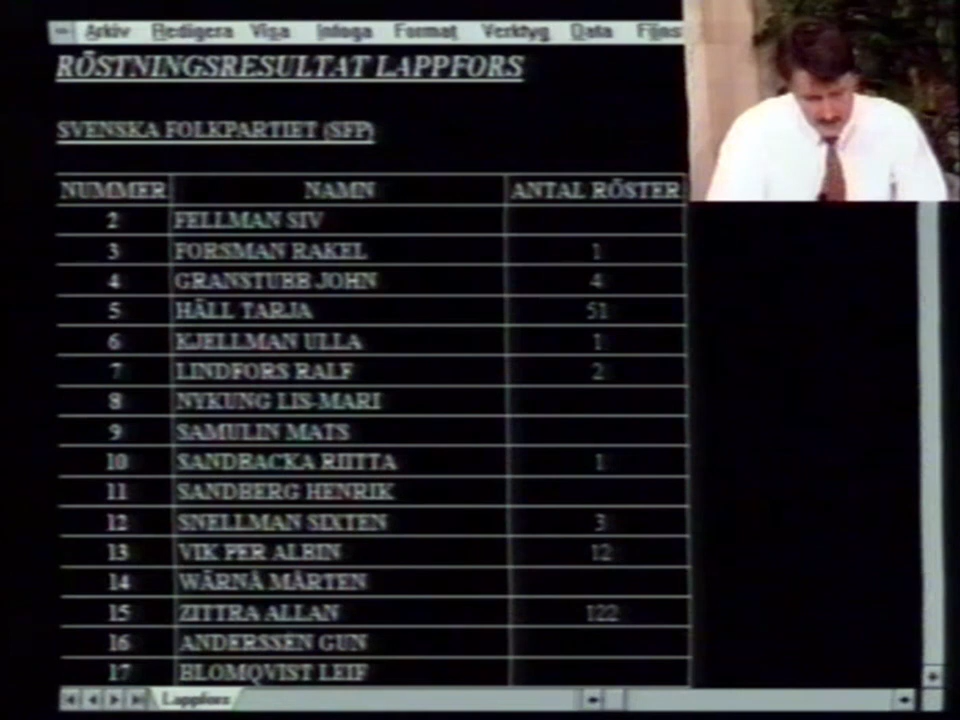 Arkiv Redigera Visa Infoga Format Verktyg Data Föns
RÖSTNINGSRESULTAT LAPPFORS
SVENSKA FOLKPARTIET (SFP)
NUMMER NAMN ANTAL RÖSTER
2 FELLMAN SIV
3 FORSMAN RAKEL 1
4 GRANSTUBB JOHN 4
5 HÄLL TARJA 51
6 KJELLMAN ULLA 1
7 LINDFORS RALF 2
8 NYKUNG LIS-MARI
9 SAMULIN MATS
10 SANDBACKA RIITTA 1
11 SANDBERG HENRIK
12 SNELLMAN SIXTEN 3
13 VIK PER ALBIN 12
14 WÄRNÅ MÅRTEN
15 ZITTRA ALLAN 122
16 ANDERSSÉN GUN
17 BLOMQVIST LEIF
Lappfors